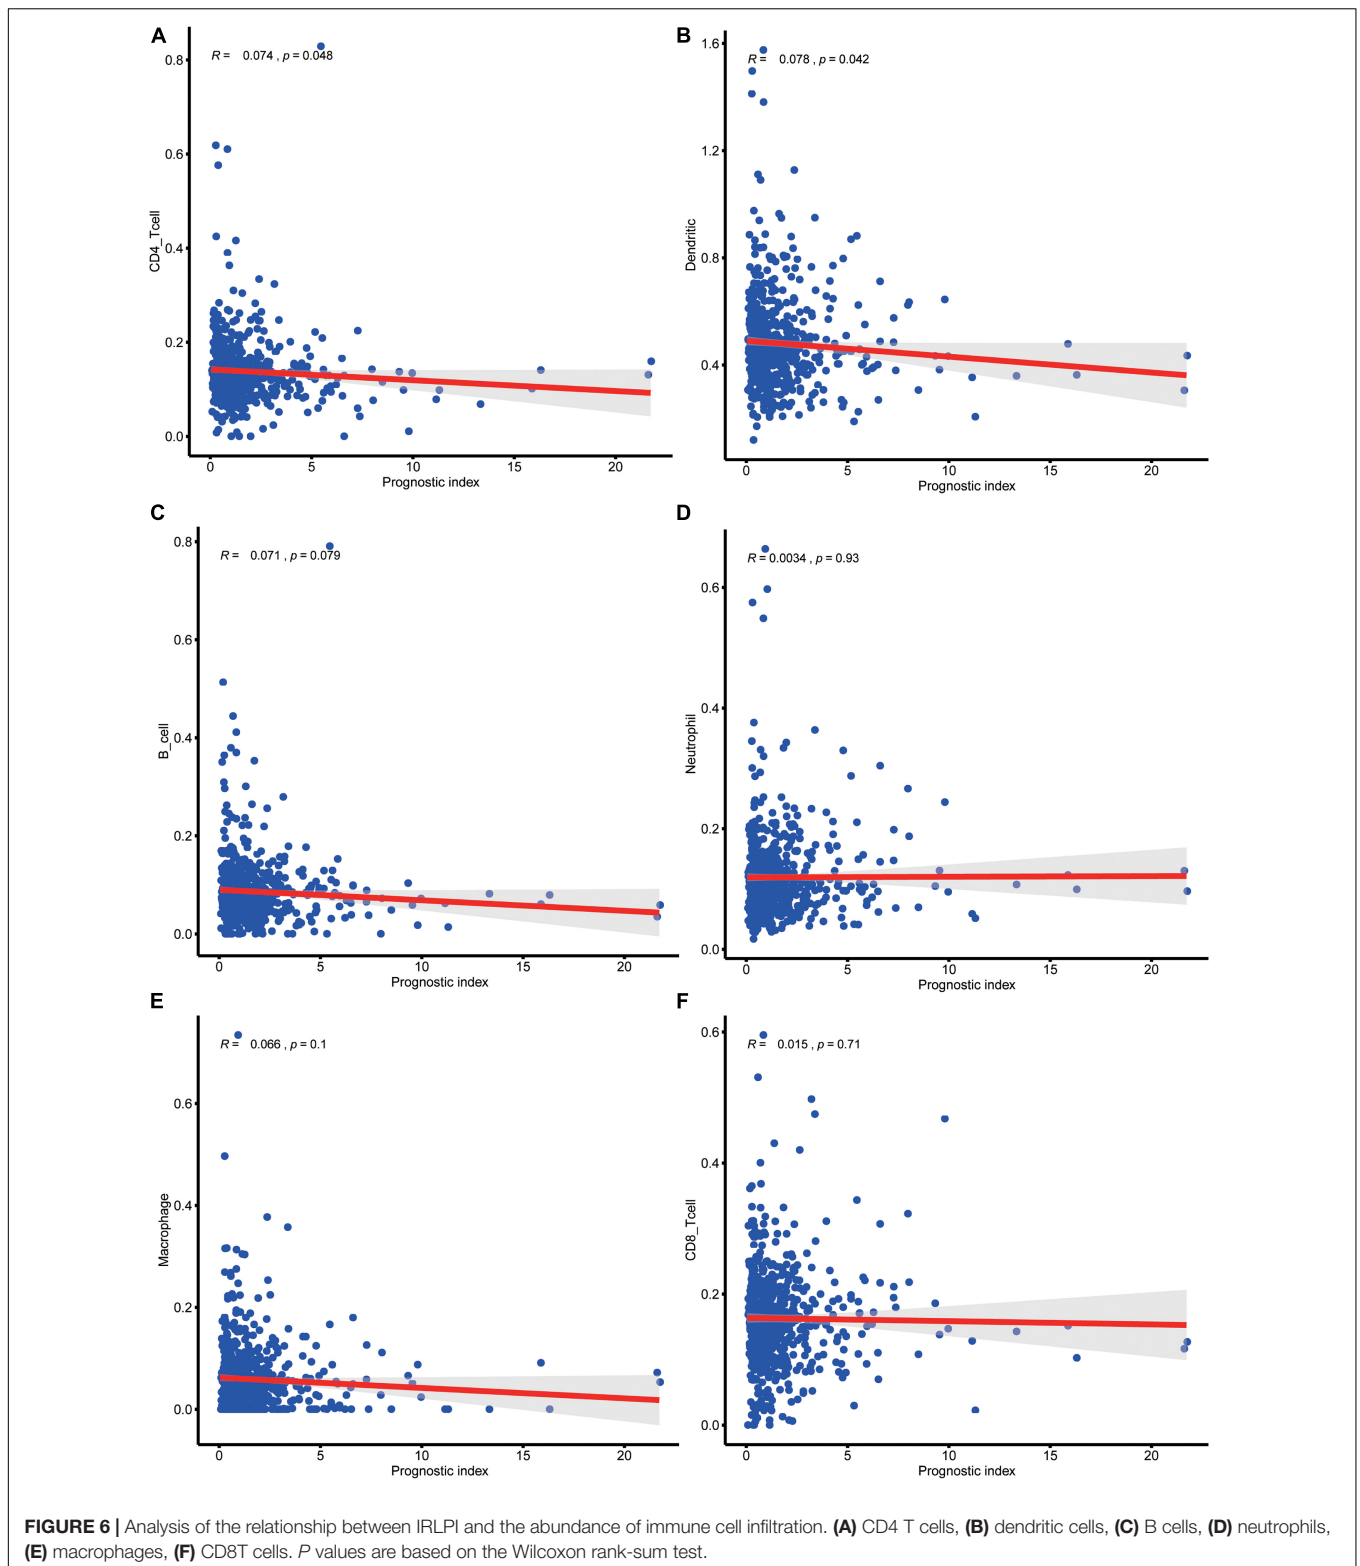 A
R = 0.074 , p = 0.048
0.8
0.6
0.4
0.2
0.0
CD4_Tcell
0 5 10 15 20
Prognostic index
B
R = 0.078 , p = 0.042
1.6
1.2
0.8
0.4
Dendritic
0 5 10 15 20
Prognostic index
C
R = 0.071 , p = 0.079
0.8
0.6
0.4
0.2
0.0
B_cell
0 5 10 15 20
Prognostic index
D
R = 0.0034 , p = 0.93
0.6
0.4
0.2
0.0
Neutrophil
0 5 10 15 20
Prognostic index
E
R = 0.066 , p = 0.1
0.6
0.4
0.2
0.0
Macrophage
0 5 10 15 20
Prognostic index
F
R = 0.015 , p = 0.71
0.6
0.4
0.2
0.0
CD8_Tcell
0 5 10 15 20
Prognostic index
FIGURE 6 | Analysis of the relationship between IRLPI and the abundance of immune cell infiltration. (A) CD4 T cells, (B) dendritic cells, (C) B cells, (D) neutrophils,
(E) macrophages, (F) CD8T cells. P values are based on the Wilcoxon rank-sum test.